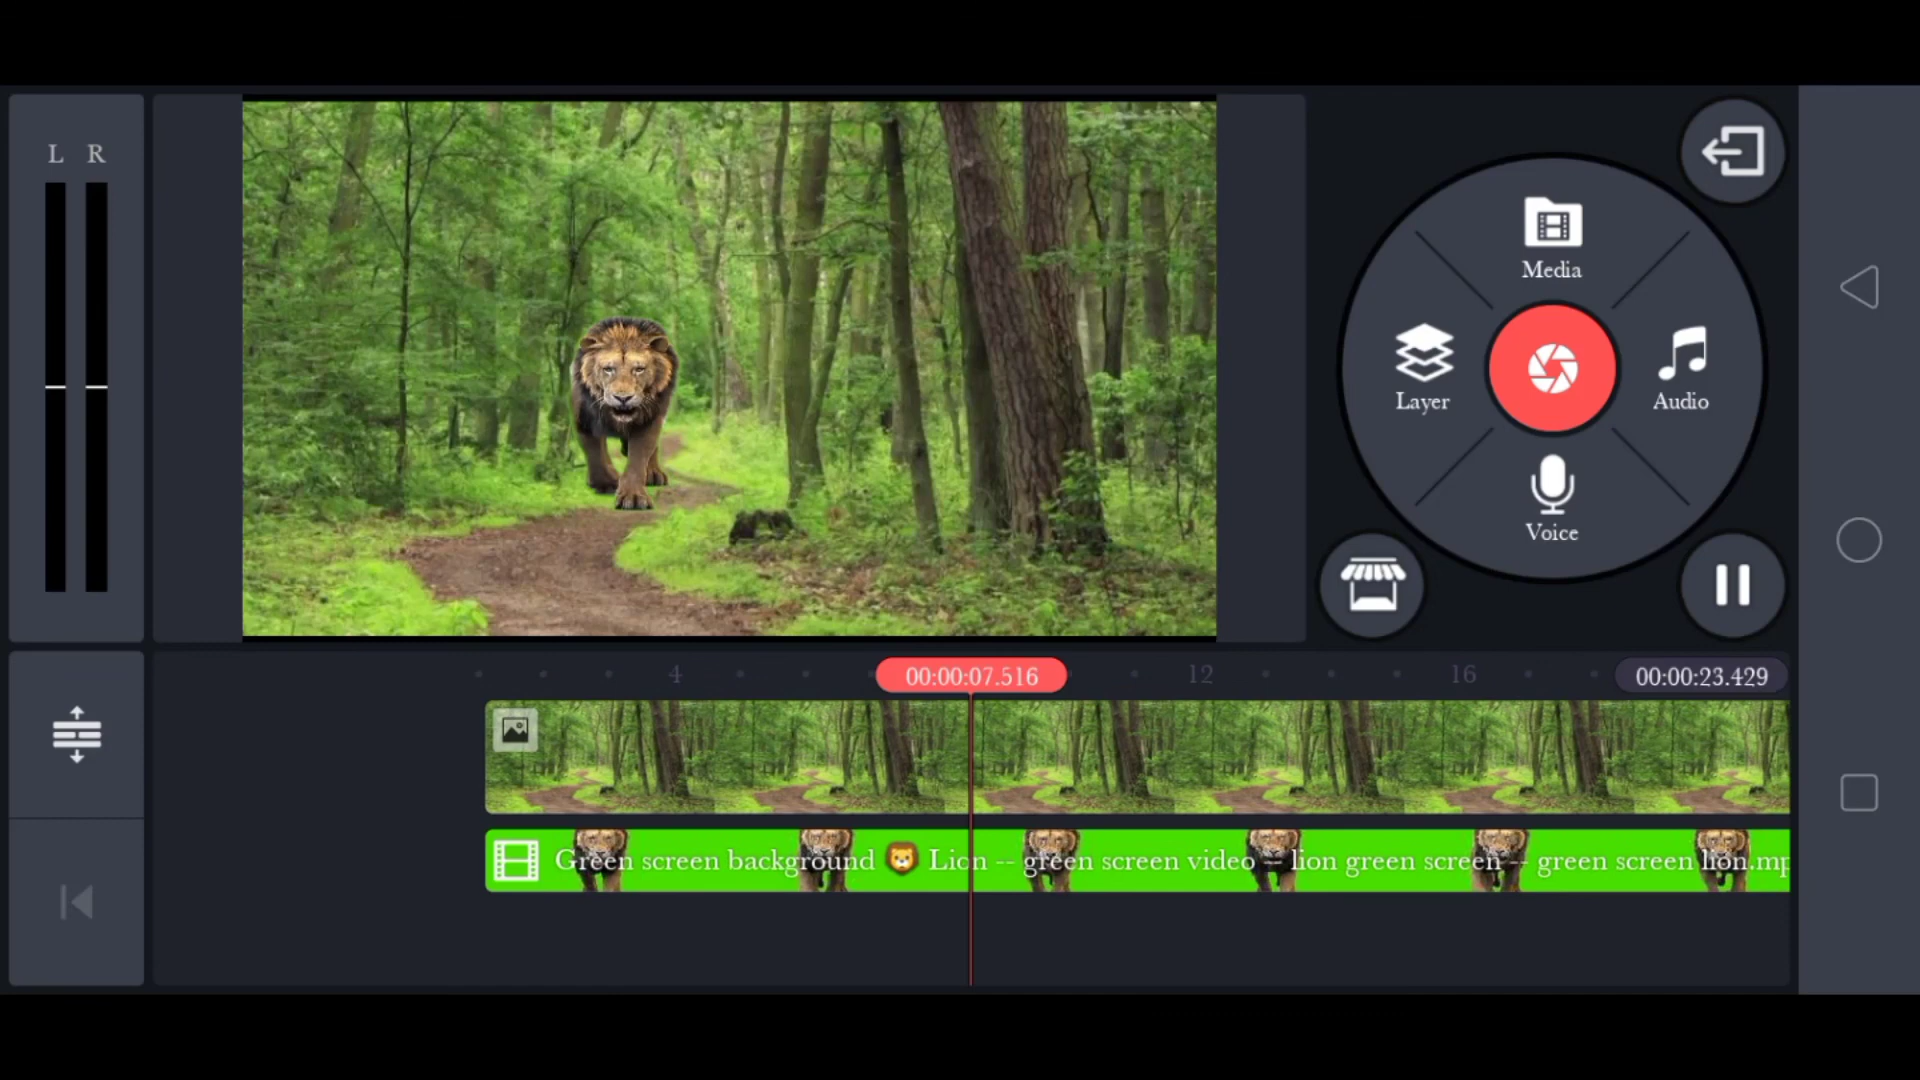 L R
Media
Layer
Audio
Voice
4
00:00:07.516
12
16
00:00:23.429
Green screen background 🦁 Lion -- green screen video -- lion green screen -- green screen lion.mp